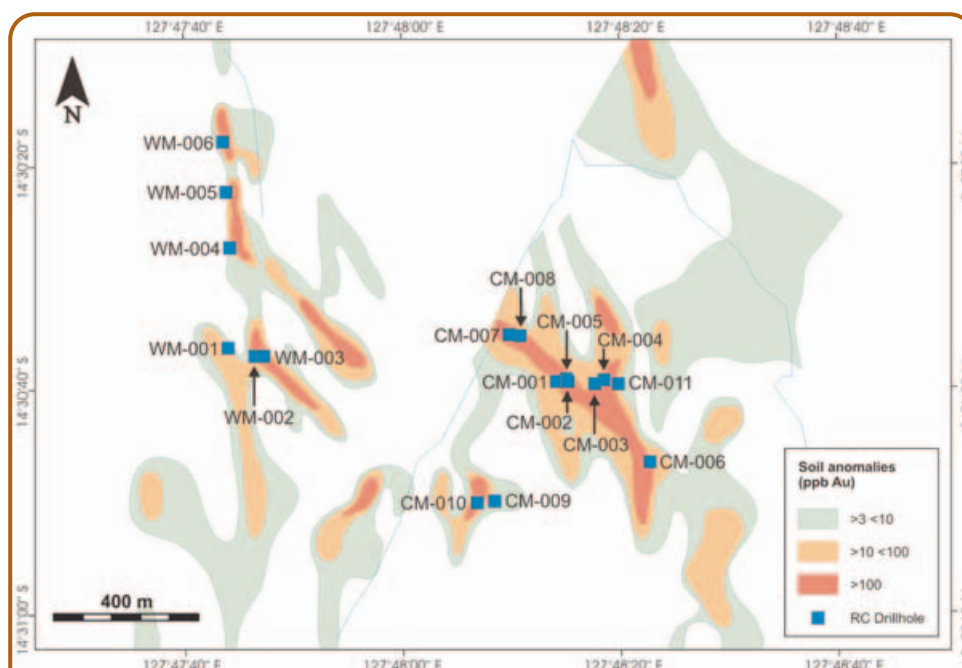 127°47'40" E 127°48'00" E 127°48'20" E 127°48'40" E
N
14°30'20" S
14°30'40" S
14°31'00" S
WM-006
WM-005
WM-004
WM-001
WM-003
WM-002
CM-008
CM-007
CM-005
CM-004
CM-001
CM-011
CM-002
CM-003
CM-006
CM-010
CM-009
Soil anomalies
(ppb Au)
>3 <10
>10 <100
>100
RC Drillhole
400 m
127°47'40" E 127°48'00" E 127°46'20" E 127°48'40" E